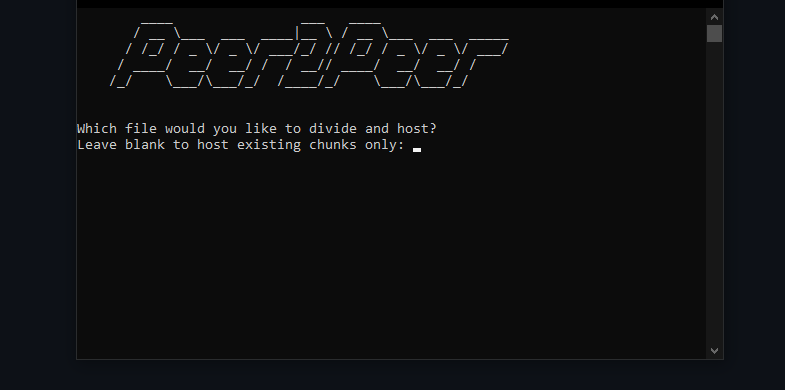 Peer2Peer
Which file would you like to divide and host?
Leave blank to host existing chunks only: